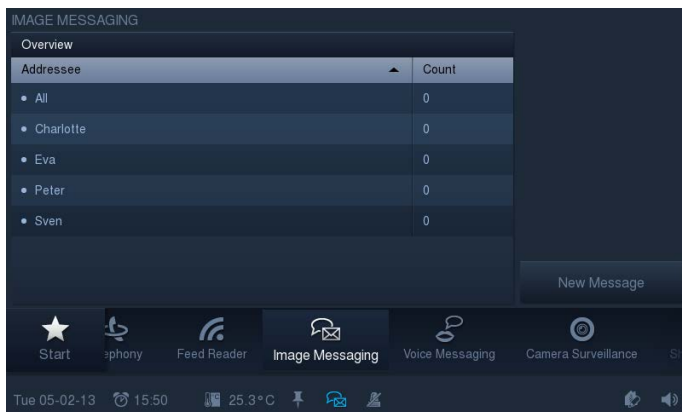 IMAGE MESSAGING
Overview
Addressee Count
All 0
Charlotte 0
Eva 0
Peter 0
Sven 0
New Message
Start ephony Feed Reader Image Messaging Voice Messaging Camera Surveillance
Tue 05-02-13 15:50 25.3°C